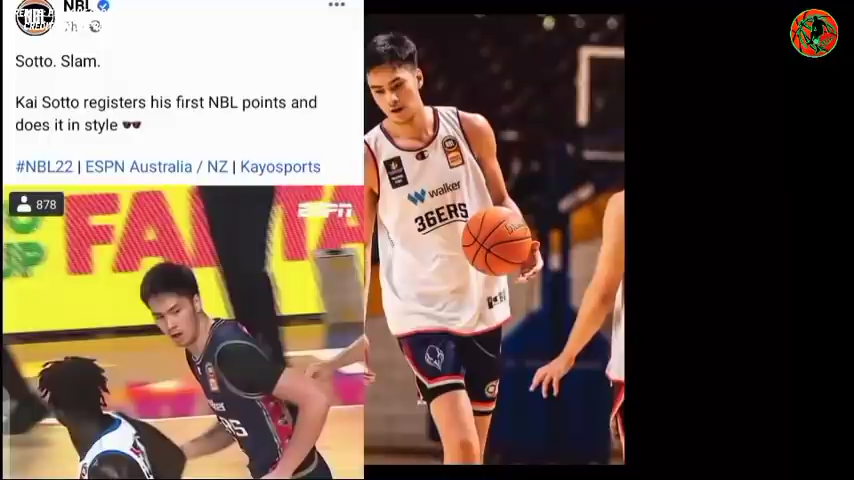 NBL
7h
Sotto. Slam.
Kai Sotto registers his first NBL points and
does it in style 🕶️
#NBL22 | ESPN Australia / NZ | Kayosports
878
ESPN
walker
36ERS